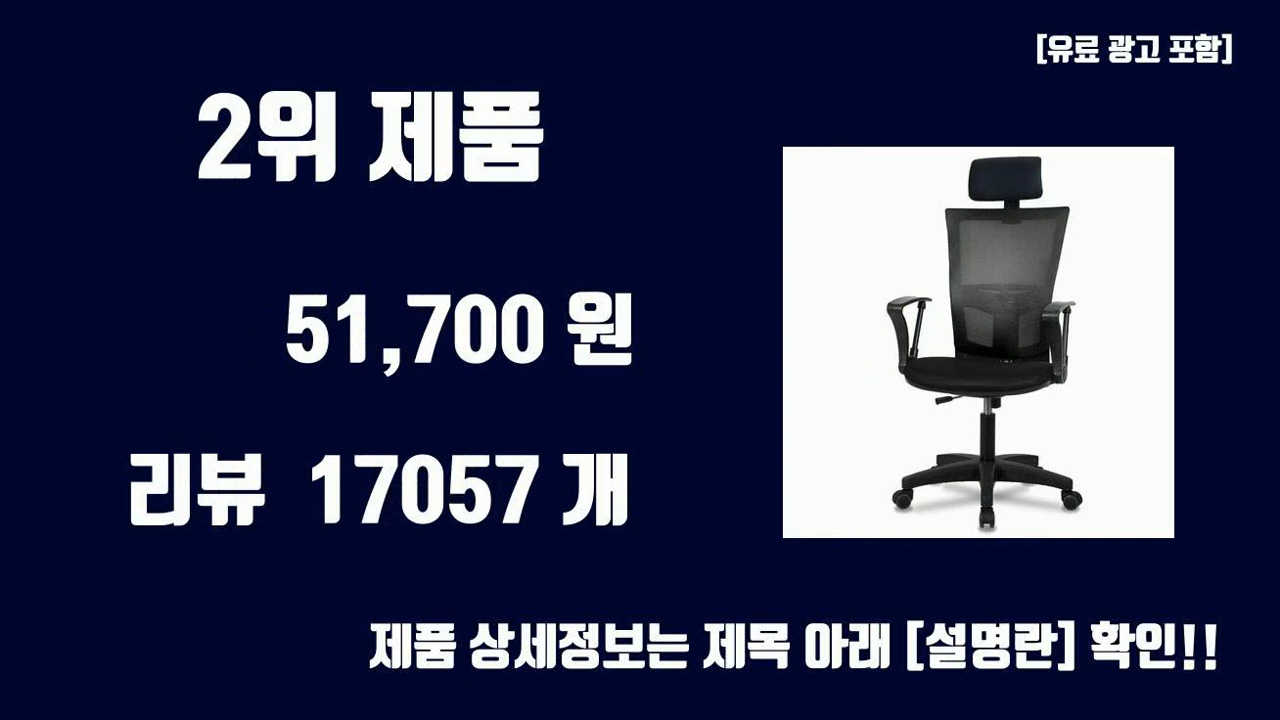 [유료 광고 포함]
2위 제품
51,700 원
리뷰 17057 개
제품 상세정보는 제목 아래 [설명란] 확인!!